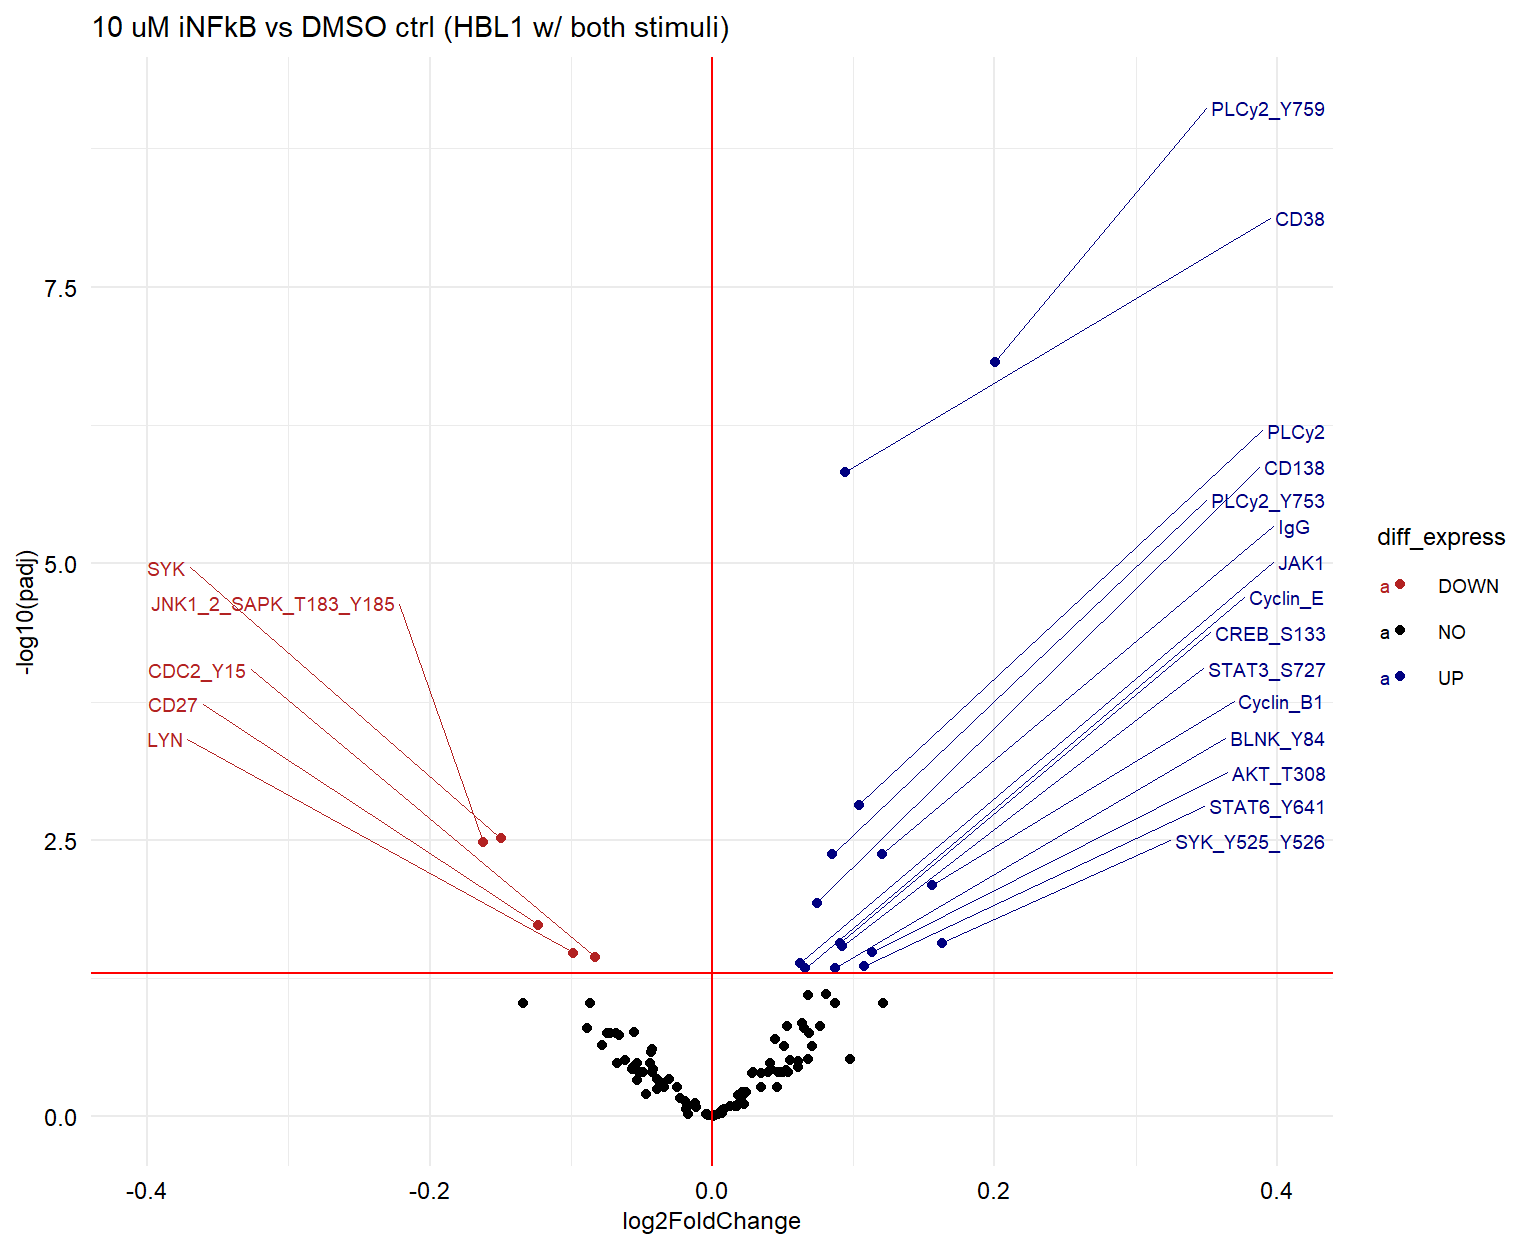 10 uM iNFkB vs DMSO ctrl (HBL1 w/ both stimuli)
PLCy2_Y759
CD38
7.5
PLCy2
CD138
PLCy2_Y753
IgG
diff_express
5.0
SYK
JAK1
a DOWN
JNK1_2_SAPK_T183_Y185
Cyclin_E
-log10(padj)
a NO
CREB_S133
CDC2_Y15
STAT3_S727
a UP
CD27
Cyclin_B1
LYN
BLNK_Y84
AKT_T308
STAT6_Y641
2.5
SYK_Y525_Y526
0.0
-0.4 -0.2 0.0 0.2 0.4
log2FoldChange